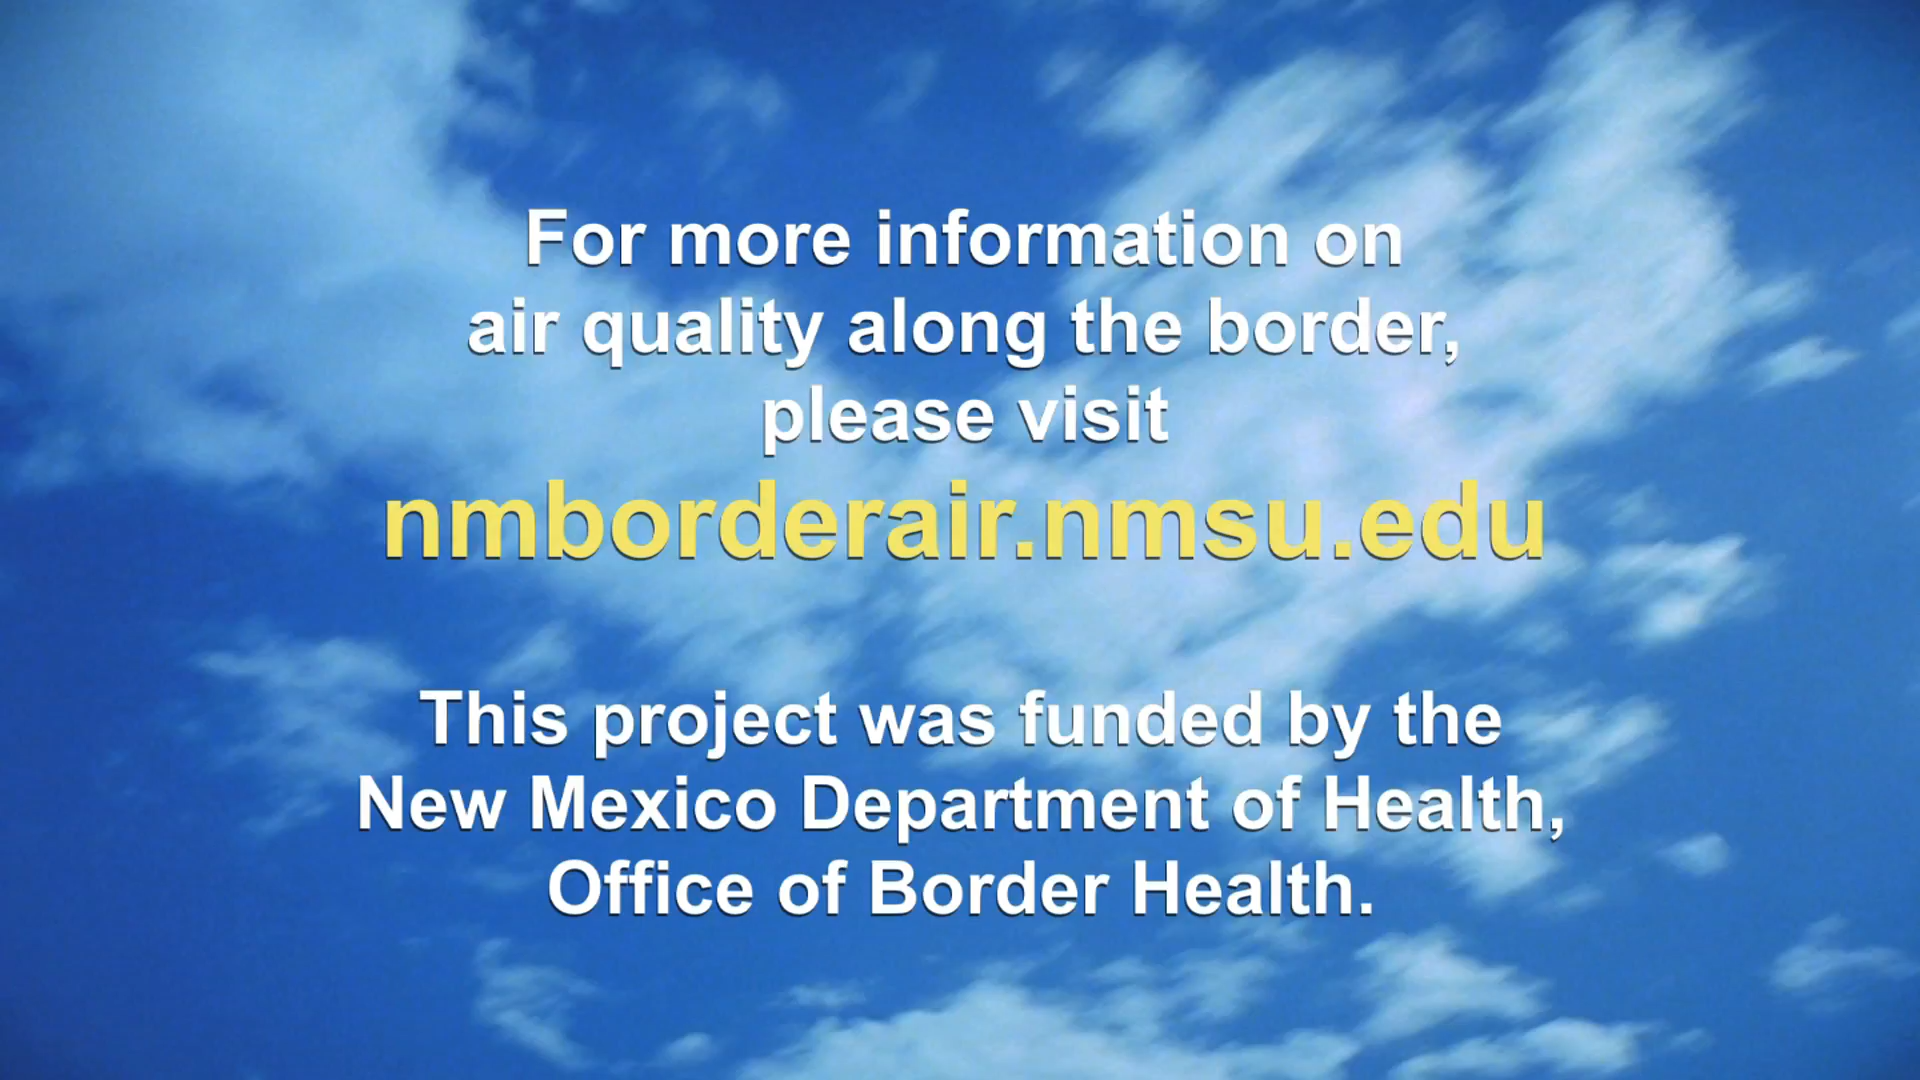 For more information on
air quality along the border,
please visit
nmborderair.nmsu.edu
This project was funded by the
New Mexico Department of Health,
Office of Border Health.